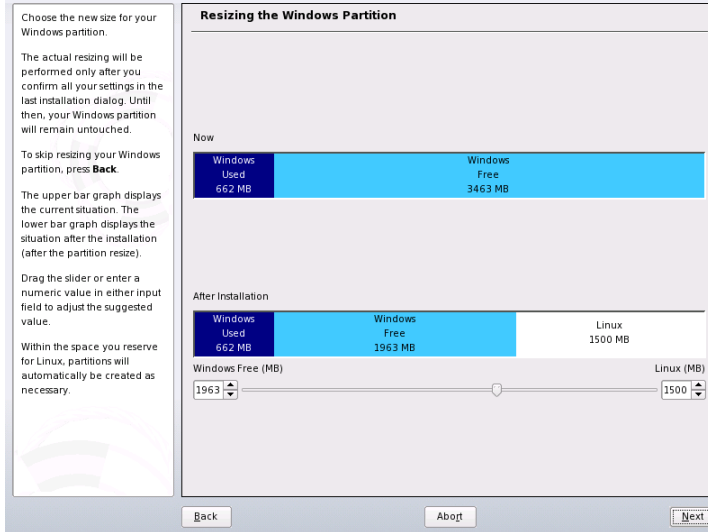 Choose the new size for your
Windows partition.
The actual resizing will be
performed only after you
confirm all your settings in the
last installation dialog. Until
then, your Windows partition
will remain untouched.
To skip resizing your Windows
partition, press Back.
The upper bar graph displays
the current situation. The
lower bar graph displays the
situation after the installation
(after the partition resize).
Drag the slider or enter a
numeric value in either input
field to adjust the suggested
value.
Within the space you reserve
for Linux, partitions will
automatically be created as
necessary.
Resizing the Windows Partition
Now
Windows
Used
662 MB
Windows
Free
3463 MB
After Installation
Windows
Used
662 MB
Windows
Free
1963 MB
Linux
1500 MB
Windows Free (MB)
Linux (MB)
1963
1500
Back
Abort
Next